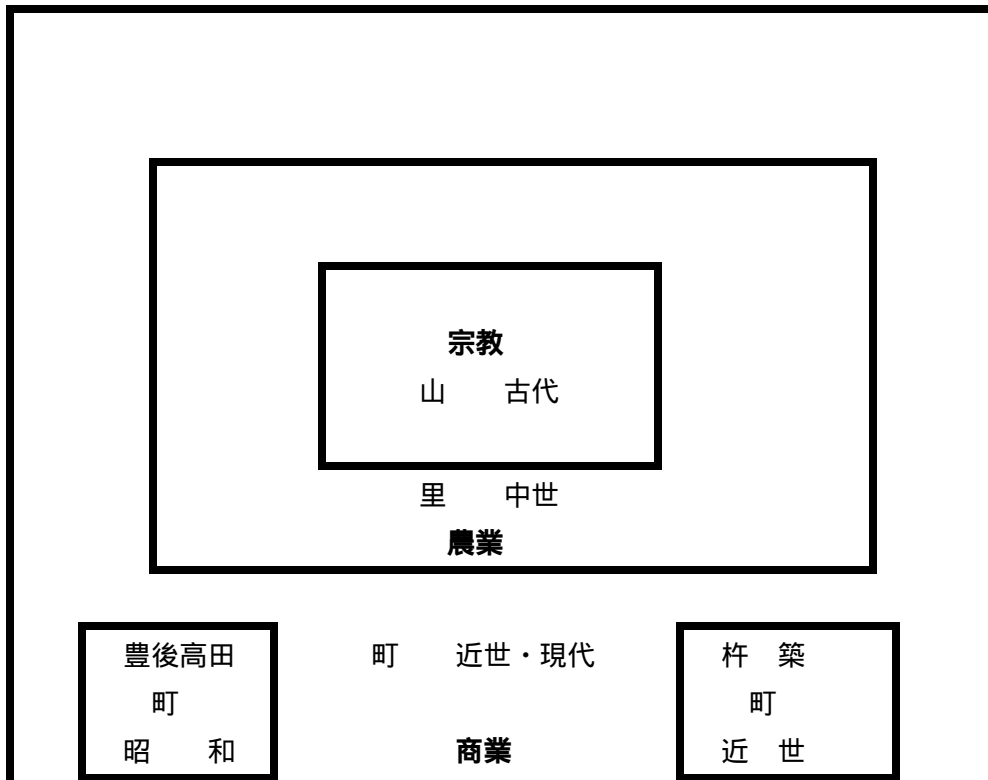 宗教
山　　古代
里　　中世
農業
豊後高田
町
昭　　和
町　　近世・現代
商業
杵　築
町
近　世